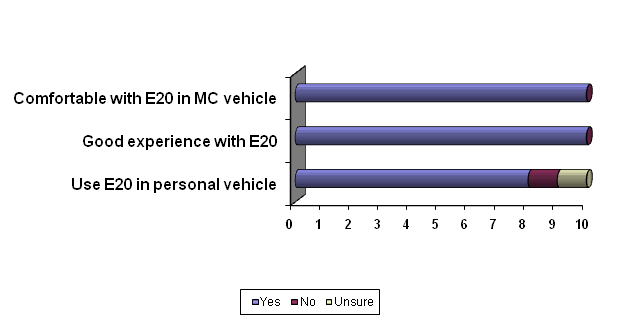 Comfortable with E20 in MC vehicle
Good experience with E20
Use E20 in personal vehicle
0 1 2 3 4 5 6 7 8 9 10
Yes No Unsure